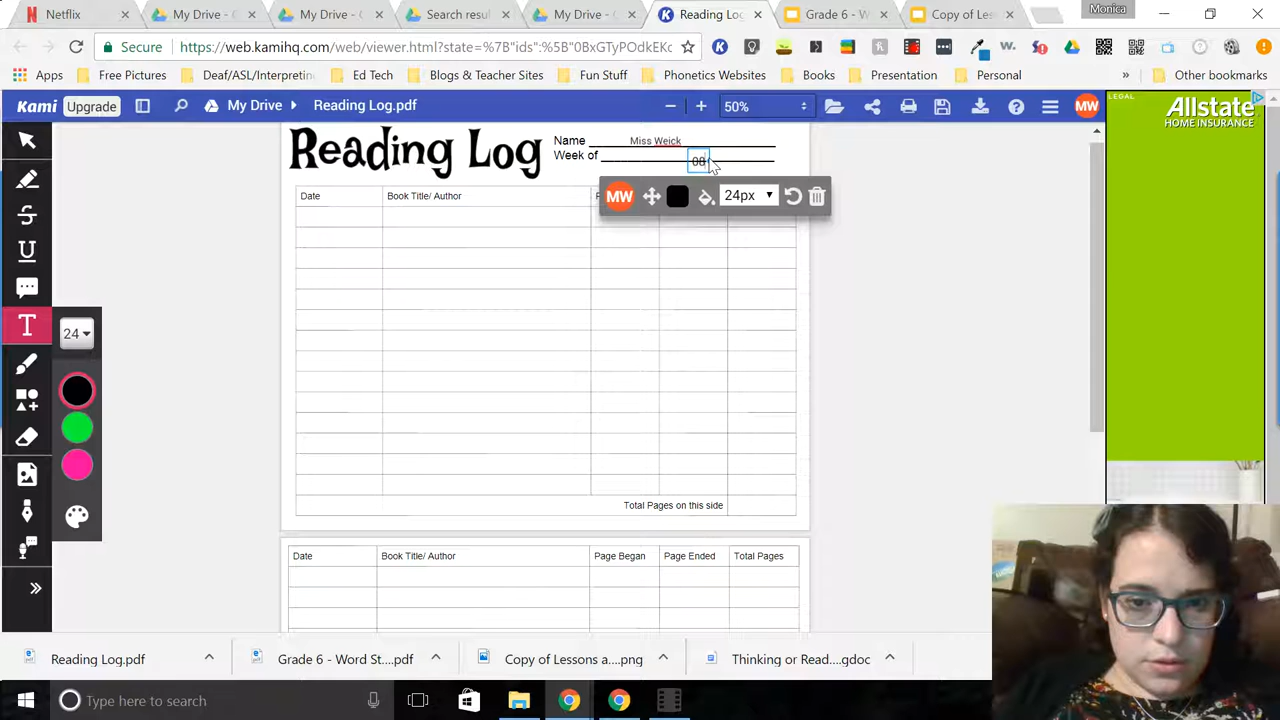 Monica
Netflix
My Drive - G
My Drive - G
Search resul
My Drive - G
Reading Log
Grade 6 - W
Copy of Les
Secure
https://web.kamihq.com/web/viewer.html?state=%7B"ids"%5B"0BxGTyPOdkEKc
Apps
Free Pictures
Deaf/ASL/Interpretin
Ed Tech
Blogs & Teacher Sites
Fun Stuff
Phonetics Websites
Books
Presentation
Personal
»
Other bookmarks
Kami
Upgrade
My Drive
Reading Log.pdf
50%
MW
LEGAL
Allstate
HOME INSURANCE
Reading Log
Name Miss Weick
Week of 08
MW
24px
T
24
Date
Book Title/ Author
Total Pages on this side
Date
Book Title/ Author
Page Began
Page Ended
Total Pages
Reading Log.pdf
Grade 6 - Word St....pdf
Copy of Lessons a....png
Thinking or Read....gdoc
Type here to search